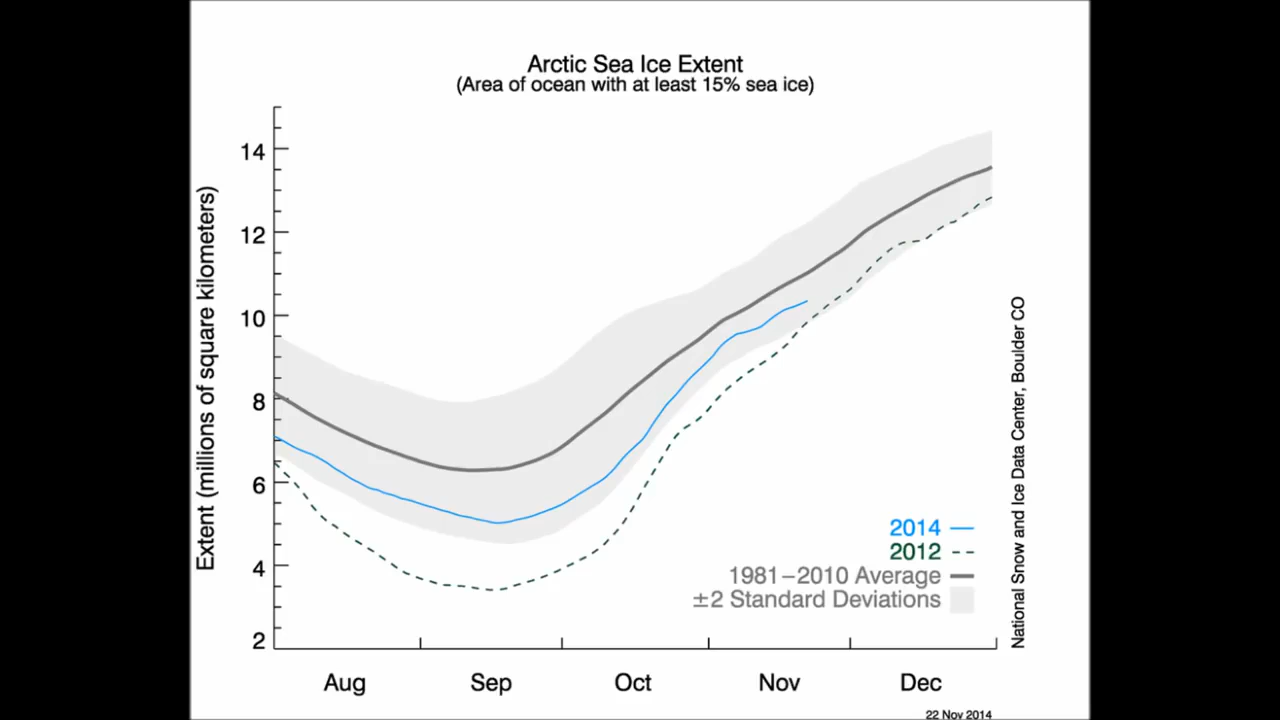 Arctic Sea Ice Extent
(Area of ocean with at least 15% sea ice)
Extent (millions of square kilometers)
14
12
10
8
6
4
2
Aug Sep Oct Nov Dec
2014
2012
1981−2010 Average
±2 Standard Deviations
National Snow and Ice Data Center, Boulder CO
22 Nov 2014